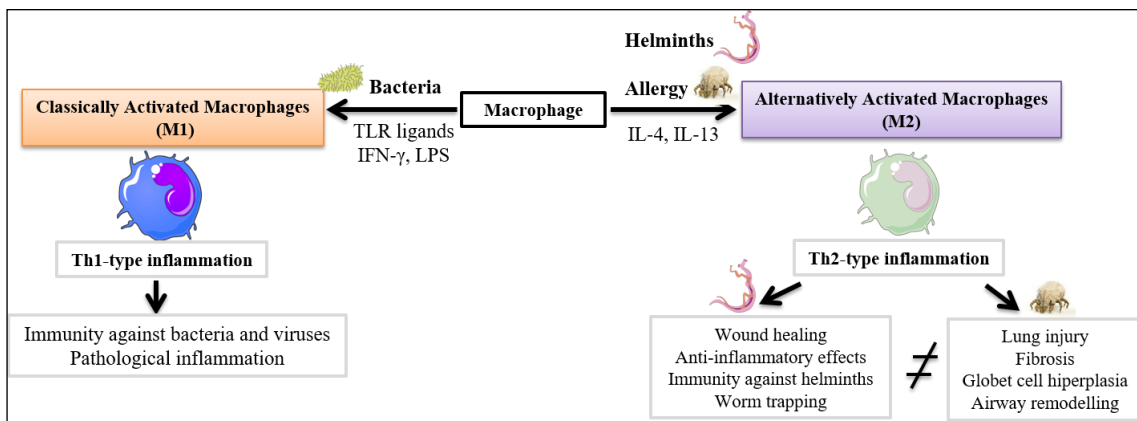 Helminths
Bacteria
Allergy
Classically Activated Macrophages
(M1)
Macrophage
Alternatively Activated Macrophages
(M2)
TLR ligands
IFN-γ, LPS
IL-4, IL-13
Th1-type inflammation
Th2-type inflammation
Immunity against bacteria and viruses
Pathological inflammation
Wound healing
Anti-inflammatory effects
Immunity against helminths
Worm trapping
≠
Lung injury
Fibrosis
Globet cell hiperplasia
Airway remodelling